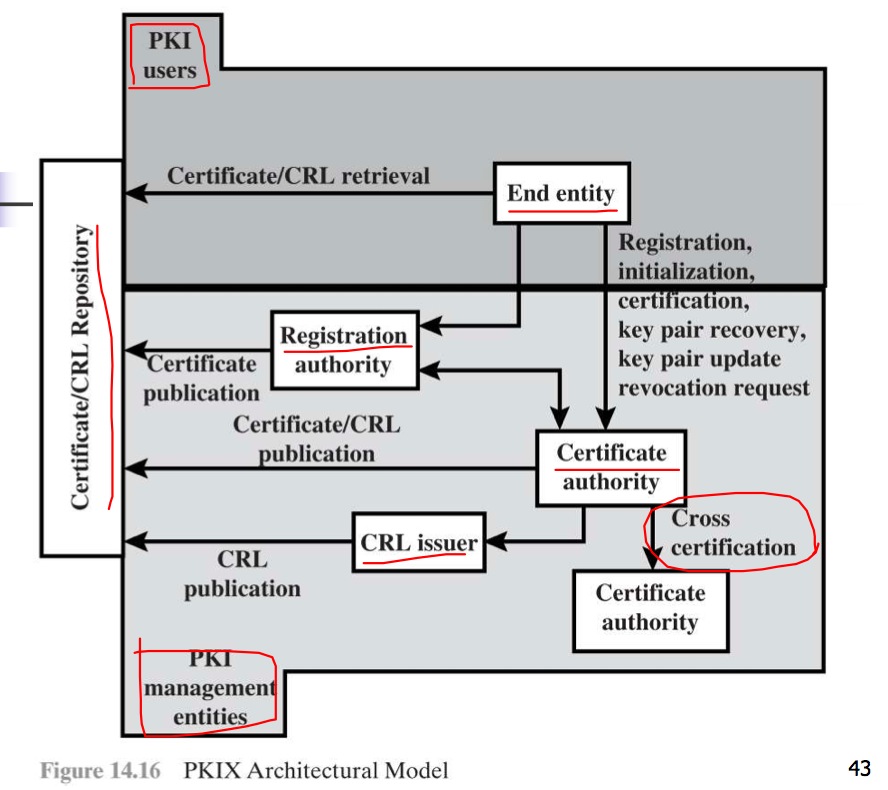 PKI
users
Certificate/CRL retrieval
End entity
Registration,
initialization,
certification,
key pair recovery,
key pair update
revocation request
Certificate/CRL Repository
Registration
authority
Certificate
publication
Certificate/CRL
publication
Certificate
authority
Cross
certification
CRL issuer
CRL
publication
Certificate
authority
PKI
management
entities
Figure 14.16 PKIX Architectural Model
43